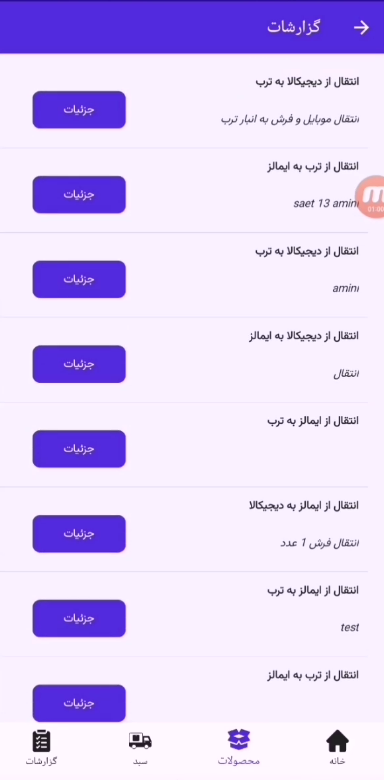 گزارشات
انتقال از دیجیکالا به ترب
انتقال موبایل و فرش به انبار ترب
جزئیات
انتقال از ترب به ایمالز
saet 13 amini
جزئیات
انتقال از دیجیکالا به ترب
amini
جزئیات
انتقال از دیجیکالا به ایمالز
انتقال
جزئیات
انتقال از ایمالز به ترب
جزئیات
انتقال از ایمالز به دیجیکالا
انتقال فرش 1 عدد
جزئیات
انتقال از ایمالز به ترب
test
جزئیات
انتقال از ترب به ایمالز
جزئیات
خانه
محصولات
سبد
گزارشات